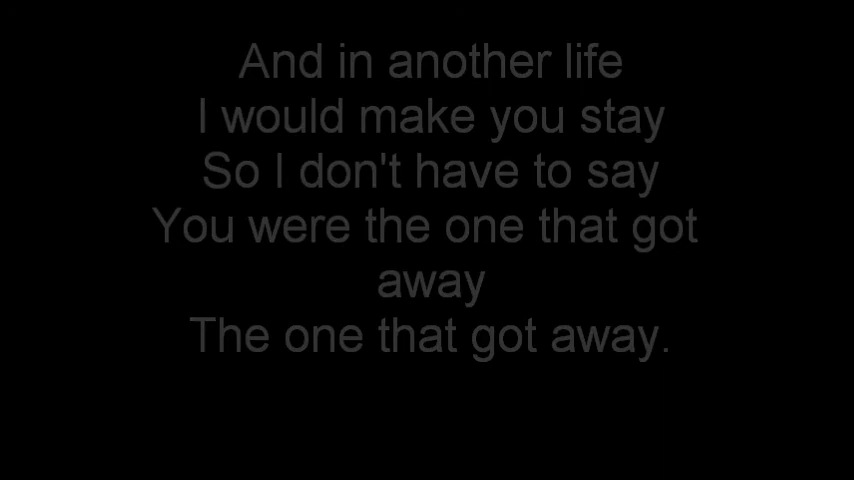 And in another life
I would make you stay
So I don't have to say
You were the one that got
away
The one that got away.